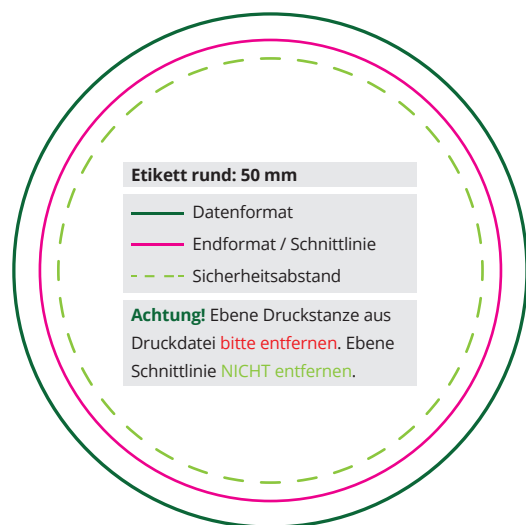 Etikett rund: 50 mm
Datenformat
Endformat / Schnittlinie
Sicherheitsabstand
Achtung! Ebene Druckstanze aus
Druckdatei bitte entfernen. Ebene
Schnittlinie NICHT entfernen.